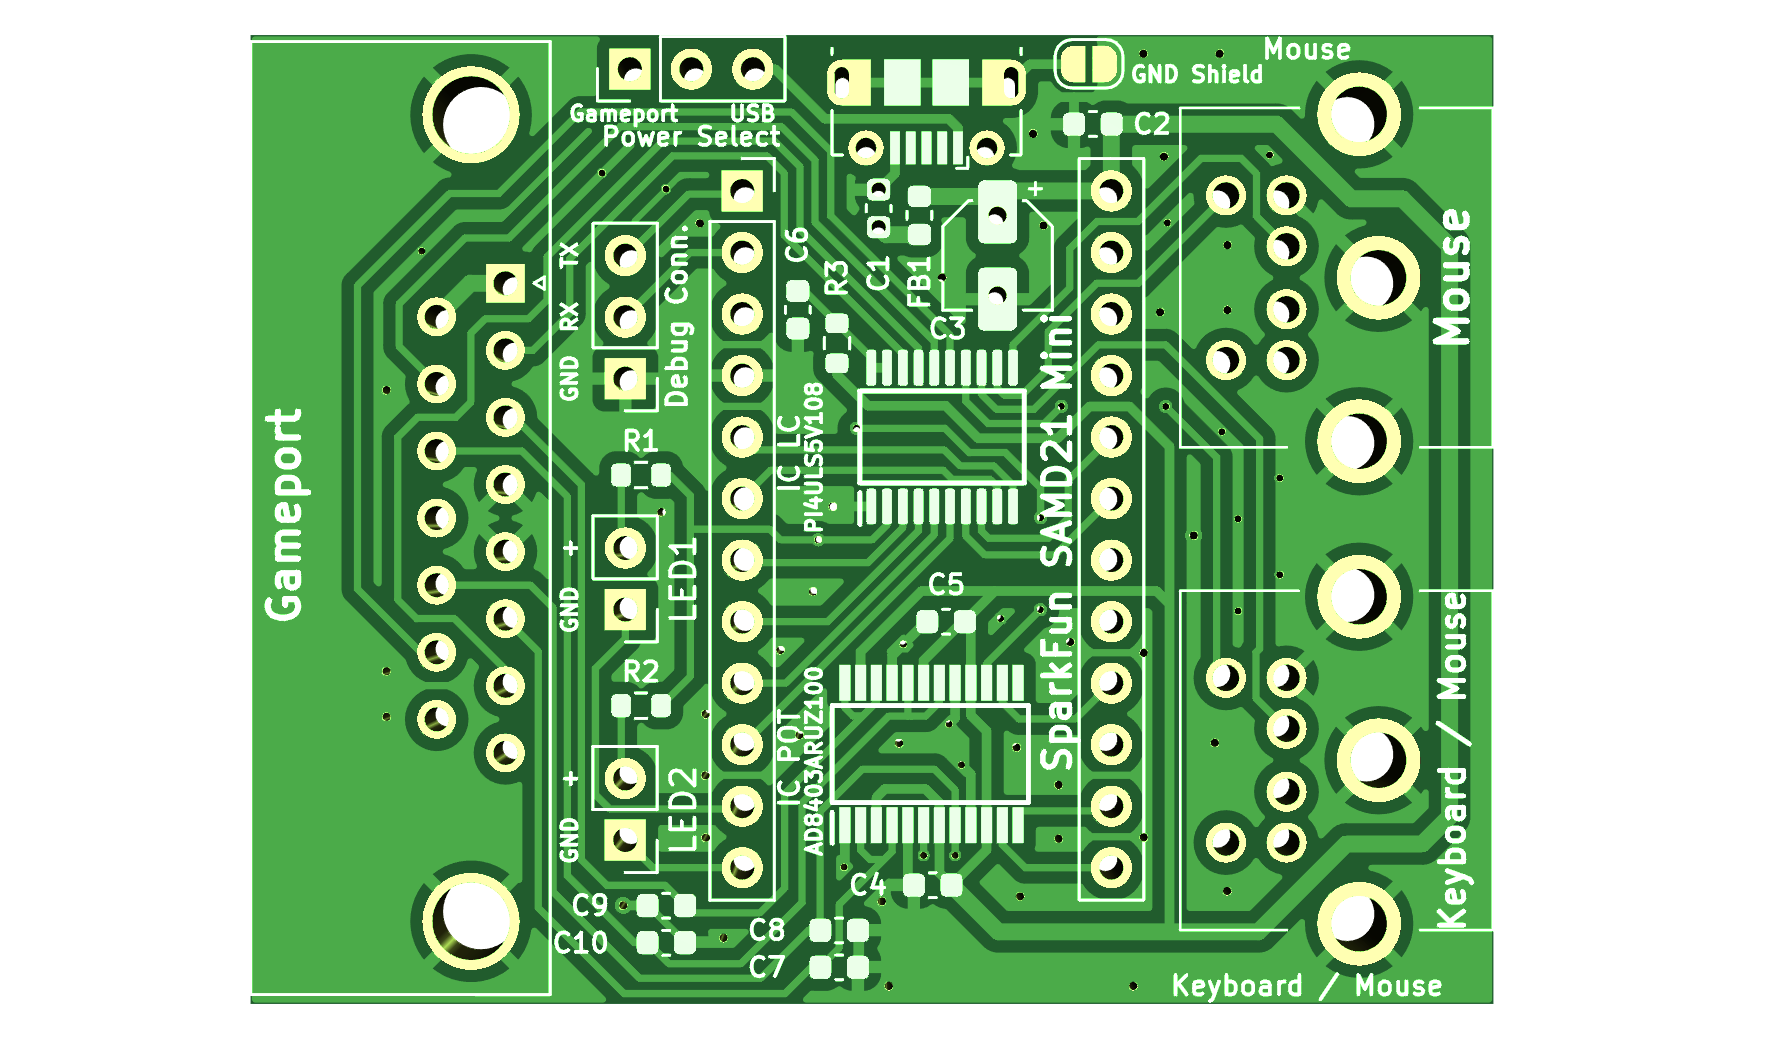 Mouse
GND Shield
Gameport USB
Power Select
C2
+
TX
RX
GND
Debug Conn.
C6
R3
C1
FB1
C3
Mouse
R1
IC LC
PI4ULS5V108
SparkFun SAMD21 Mini
Gameport
+
GND
LED1
C5
R2
IC POT
AD8403ARUZ100
+
GND
LED2
Keyboard / Mouse
C4
C9
C10
C8
C7
Keyboard / Mouse